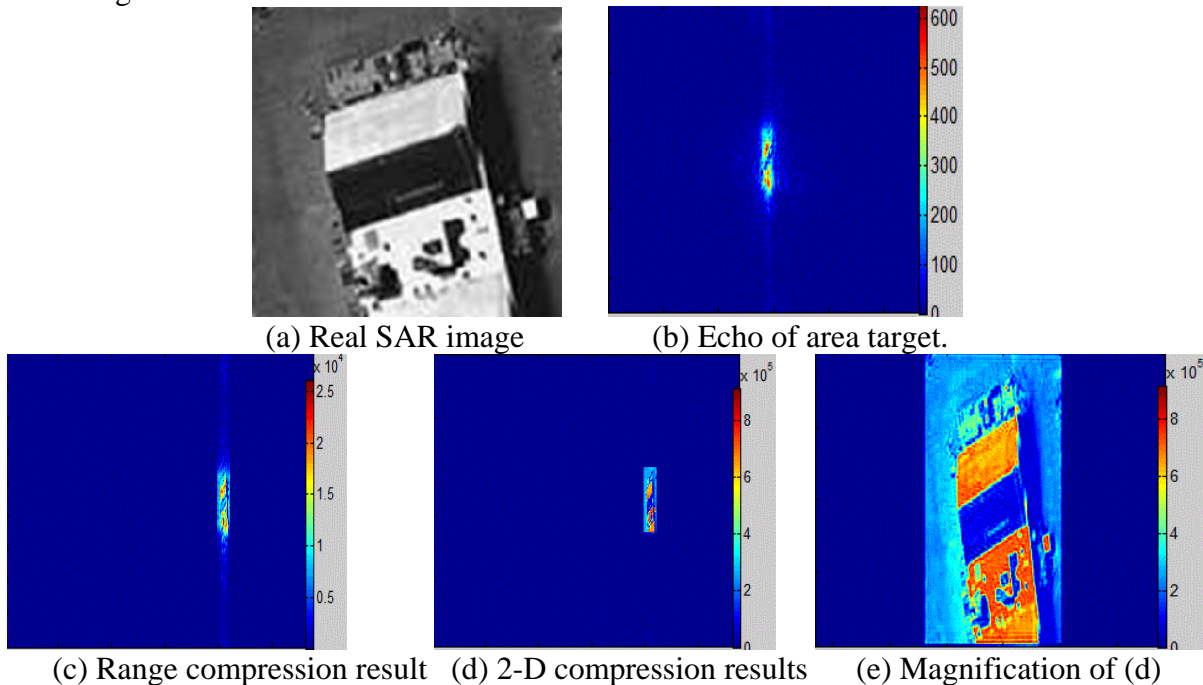 (a) Real SAR image
(b) Echo of area target.
600
500
400
300
200
100
0
x 10^4
2.5
2
1.5
1
0.5
x 10^5
8
6
4
2
0
x 10^5
8
6
4
2
0
(c) Range compression result
(d) 2-D compression results
(e) Magnification of (d)